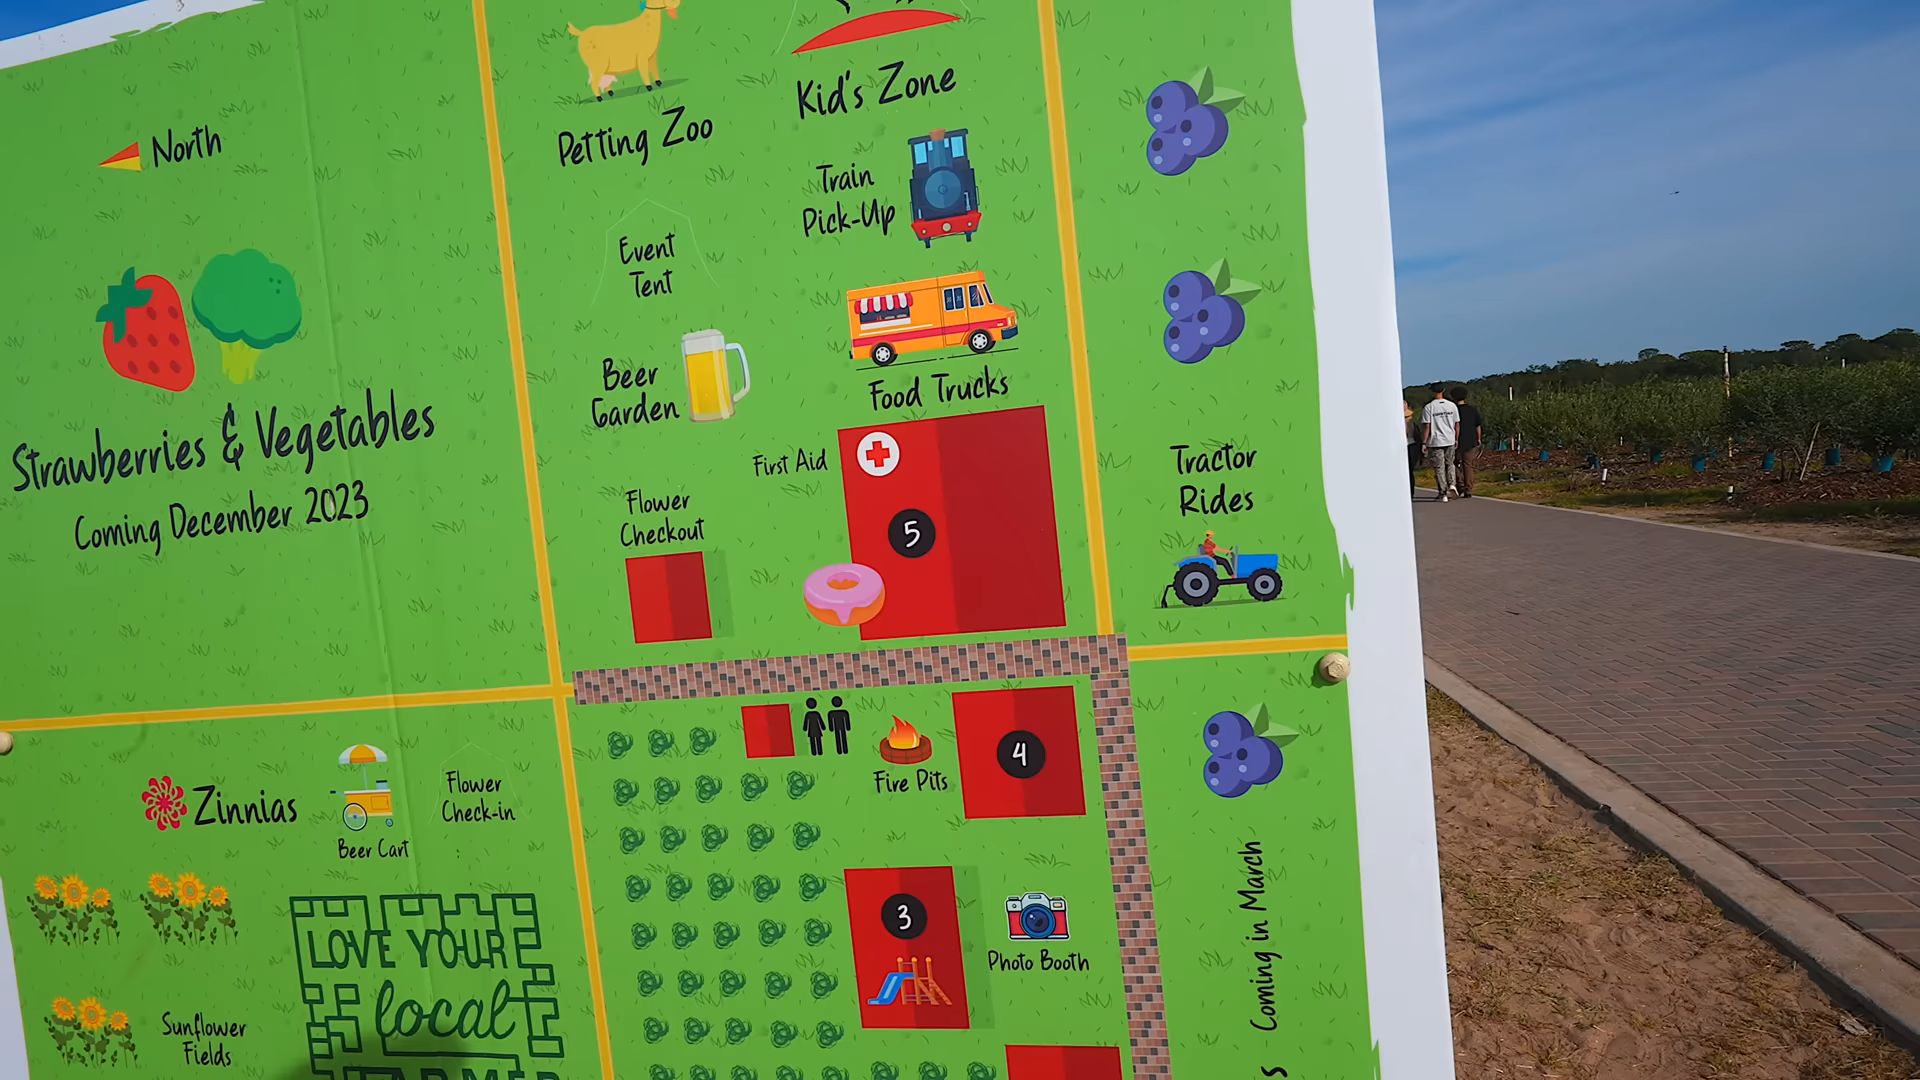 North
Petting Zoo
Kid's Zone
Train
Pick-Up
Event
Tent
Beer
Garden
Food Trucks
Strawberries & Vegetables
Coming December 2023
First Aid
Flower
Checkout
5
Tractor
Rides
Zinnias
Beer Cart
Flower
Check-in
Fire Pits
4
3
Photo Booth
Sunflower
Fields
LOVE YOUR
local
Coming in March